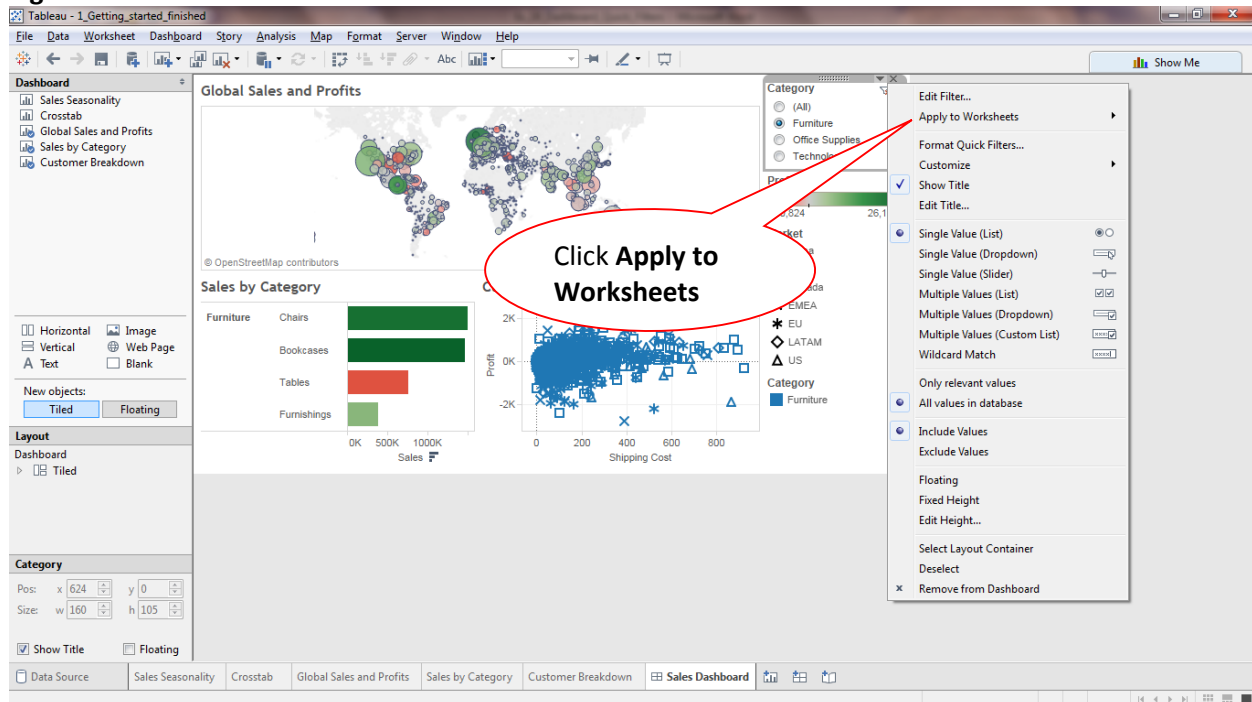 Tableau - 1_Getting_started_finished
File Data Worksheet Dashboard Story Analysis Map Format Server Window Help
Abc
Show Me
Dashboard
Sales Seasonality
Crosstab
Global Sales and Profits
Sales by Category
Customer Breakdown
Horizontal Image
Vertical Web Page
A Text Blank
New objects:
Tiled Floating
Layout
Dashboard
Tiled
Category
Pos: x 624 y 0
Size: w 160 h 105
Show Title Floating
Global Sales and Profits
© OpenStreetMap contributors
Sales by Category
Furniture Chairs
Bookcases
Tables
Furnishings
0K 500K 1000K
Sales
2K
0K
-2K
Profit
0 200 400 600 800
Shipping Cost
Category
(All)
Furniture
Office Supplies
EMEA
EU
LATAM
US
Category
Furniture
Click Apply to
Worksheets
Edit Filter...
Apply to Worksheets
Format Quick Filters...
Customize
Show Title
Edit Title...
Single Value (List)
Single Value (Dropdown)
Single Value (Slider)
Multiple Values (List)
Multiple Values (Dropdown)
Multiple Values (Custom List)
Wildcard Match
Only relevant values
All values in database
Include Values
Exclude Values
Floating
Fixed Height
Edit Height...
Select Layout Container
Deselect
Remove from Dashboard
Data Source Sales Seasonality Crosstab Global Sales and Profits Sales by Category Customer Breakdown Sales Dashboard